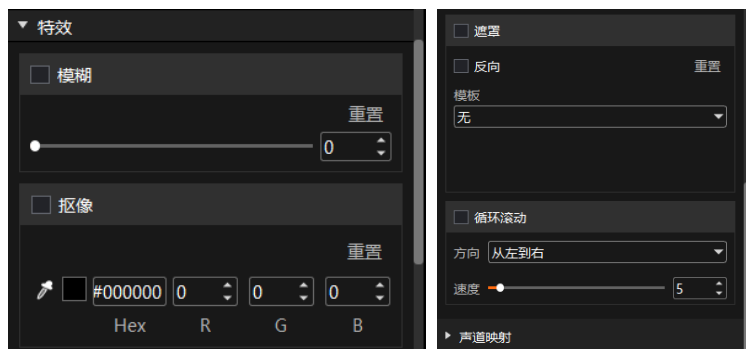 特效
模糊
重置
0
抠像
重置
#000000 0 0 0
Hex R G B
遮罩
反向 重置
模板
无
循环滚动
方向 从左到右
速度 5
声道映射